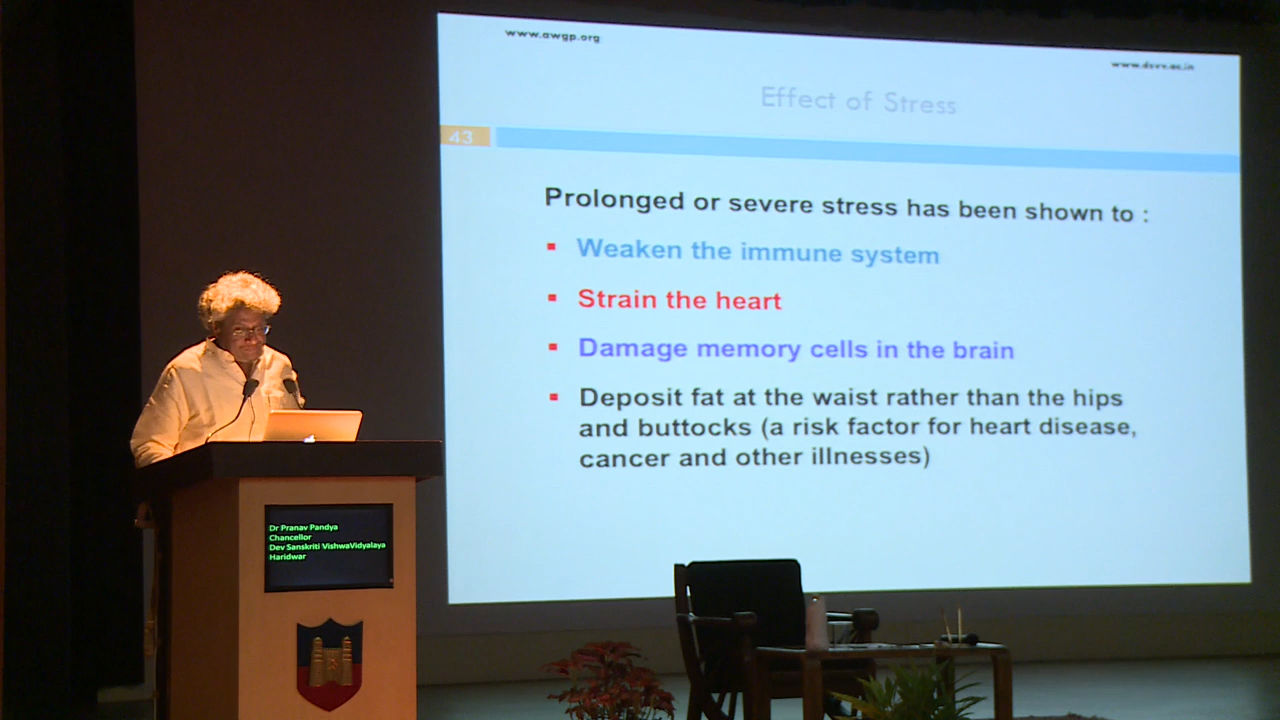 www.awgp.org
www.dsvv.ac.in
Effect of Stress
43
Prolonged or severe stress has been shown to :
Weaken the immune system
Strain the heart
Damage memory cells in the brain
Deposit fat at the waist rather than the hips
and buttocks (a risk factor for heart disease,
cancer and other illnesses)
Dr Pranav Pandya
Chancellor
Dev Sanskriti VishwaVidyalaya
Haridwar